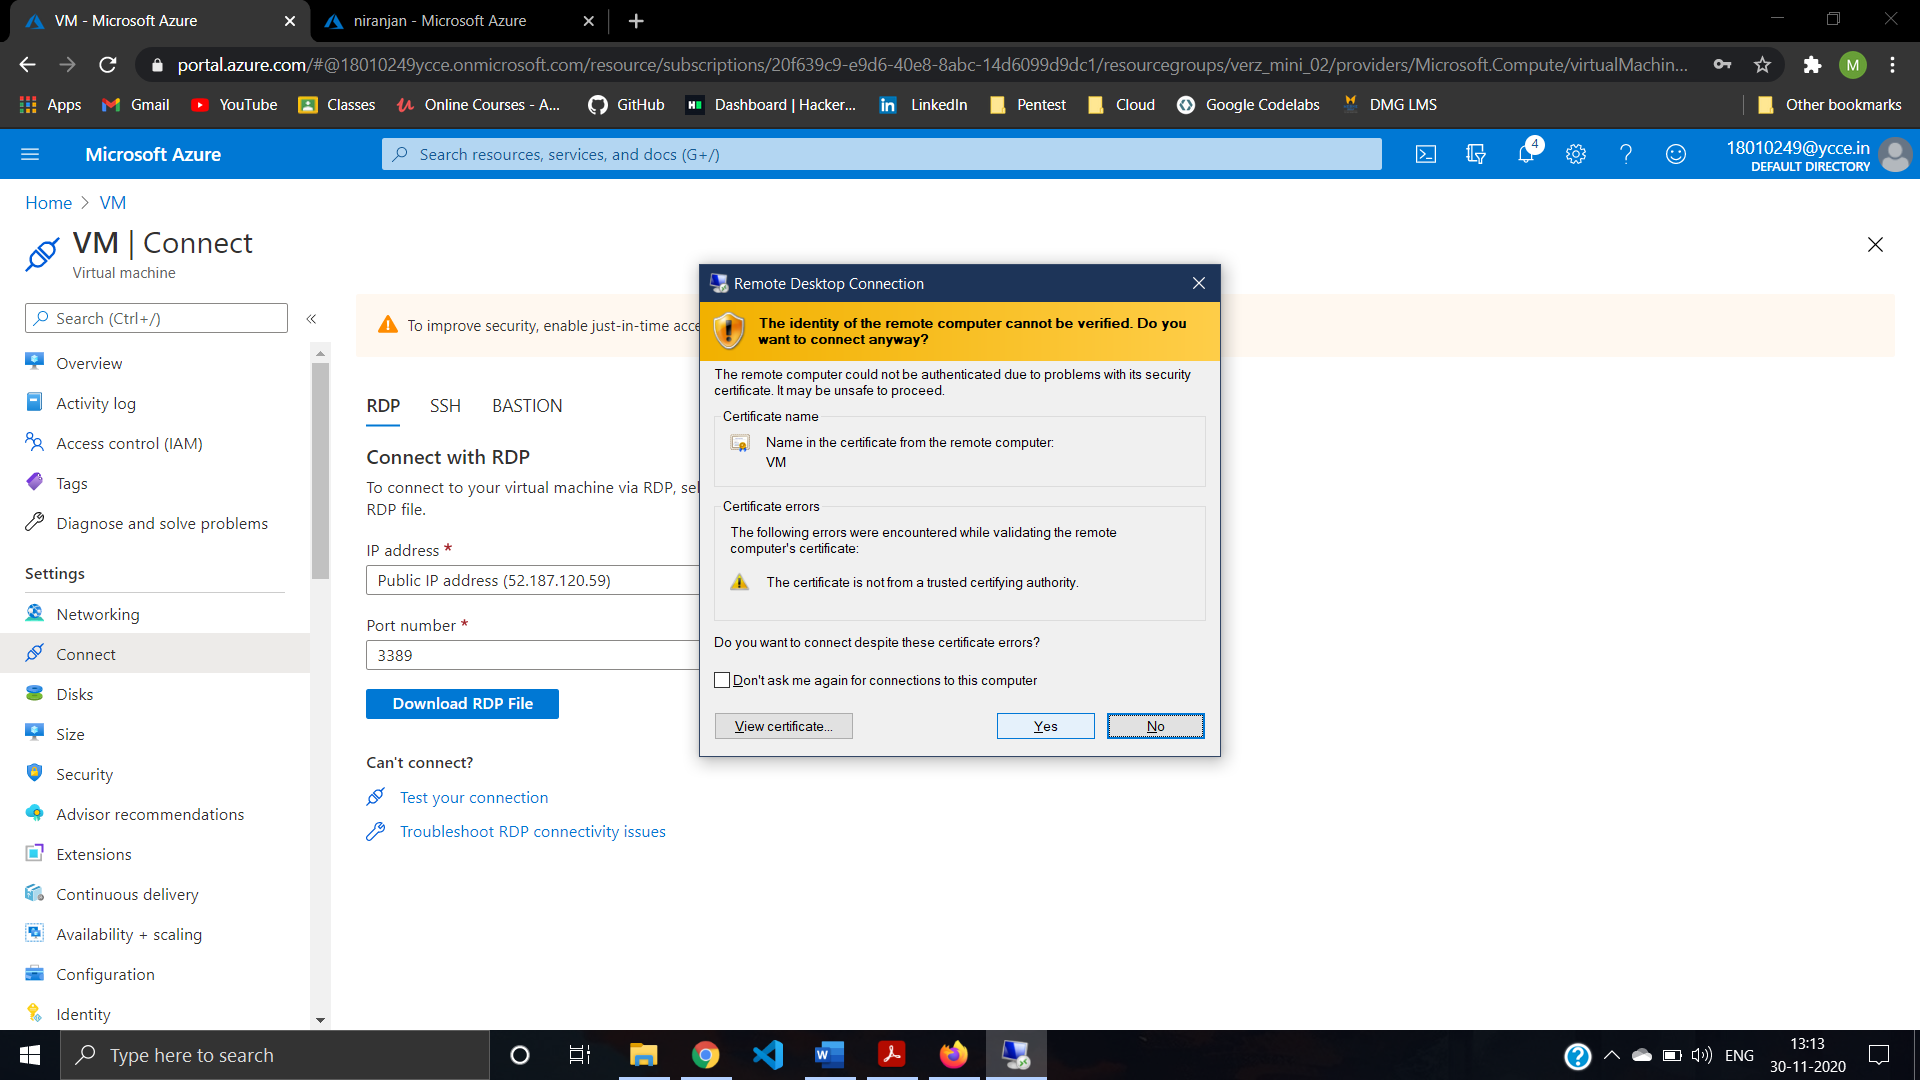 VM - Microsoft Azure
niranjan - Microsoft Azure
portal.azure.com/#@18010249ycce.onmicrosoft.com/resource/subscriptions/20f639c9-e9d6-40e8-8abc-14d6099d9dc1/resourcegroups/verz_mini_02/providers/Microsoft.Compute/virtualMachin...
M
Apps
Gmail
YouTube
Classes
Online Courses - A...
GitHub
Dashboard | Hacker...
LinkedIn
Pentest
Cloud
Google Codelabs
DMG LMS
Other bookmarks
Microsoft Azure
Search resources, services, and docs (G+/)
4
18010249@ycce.in
DEFAULT DIRECTORY
Home > VM
VM | Connect
Virtual machine
Search (Ctrl+/)
«
Overview
Activity log
Access control (IAM)
Tags
Diagnose and solve problems
Settings
Networking
Connect
Disks
Size
Security
Advisor recommendations
Extensions
Continuous delivery
Availability + scaling
Configuration
Identity
To improve security, enable just-in-time acce
RDP
SSH
BASTION
Connect with RDP
To connect to your virtual machine via RDP, sel
RDP file.
IP address *
Public IP address (52.187.120.59)
Port number *
3389
Download RDP File
Can't connect?
Test your connection
Troubleshoot RDP connectivity issues
Remote Desktop Connection
The identity of the remote computer cannot be verified. Do you
want to connect anyway?
The remote computer could not be authenticated due to problems with its security
certificate. It may be unsafe to proceed.
Certificate name
Name in the certificate from the remote computer:
VM
Certificate errors
The following errors were encountered while validating the remote
computer's certificate:
The certificate is not from a trusted certifying authority.
Do you want to connect despite these certificate errors?
Don't ask me again for connections to this computer
View certificate...
Yes
No
Type here to search
ENG
13:13
30-11-2020